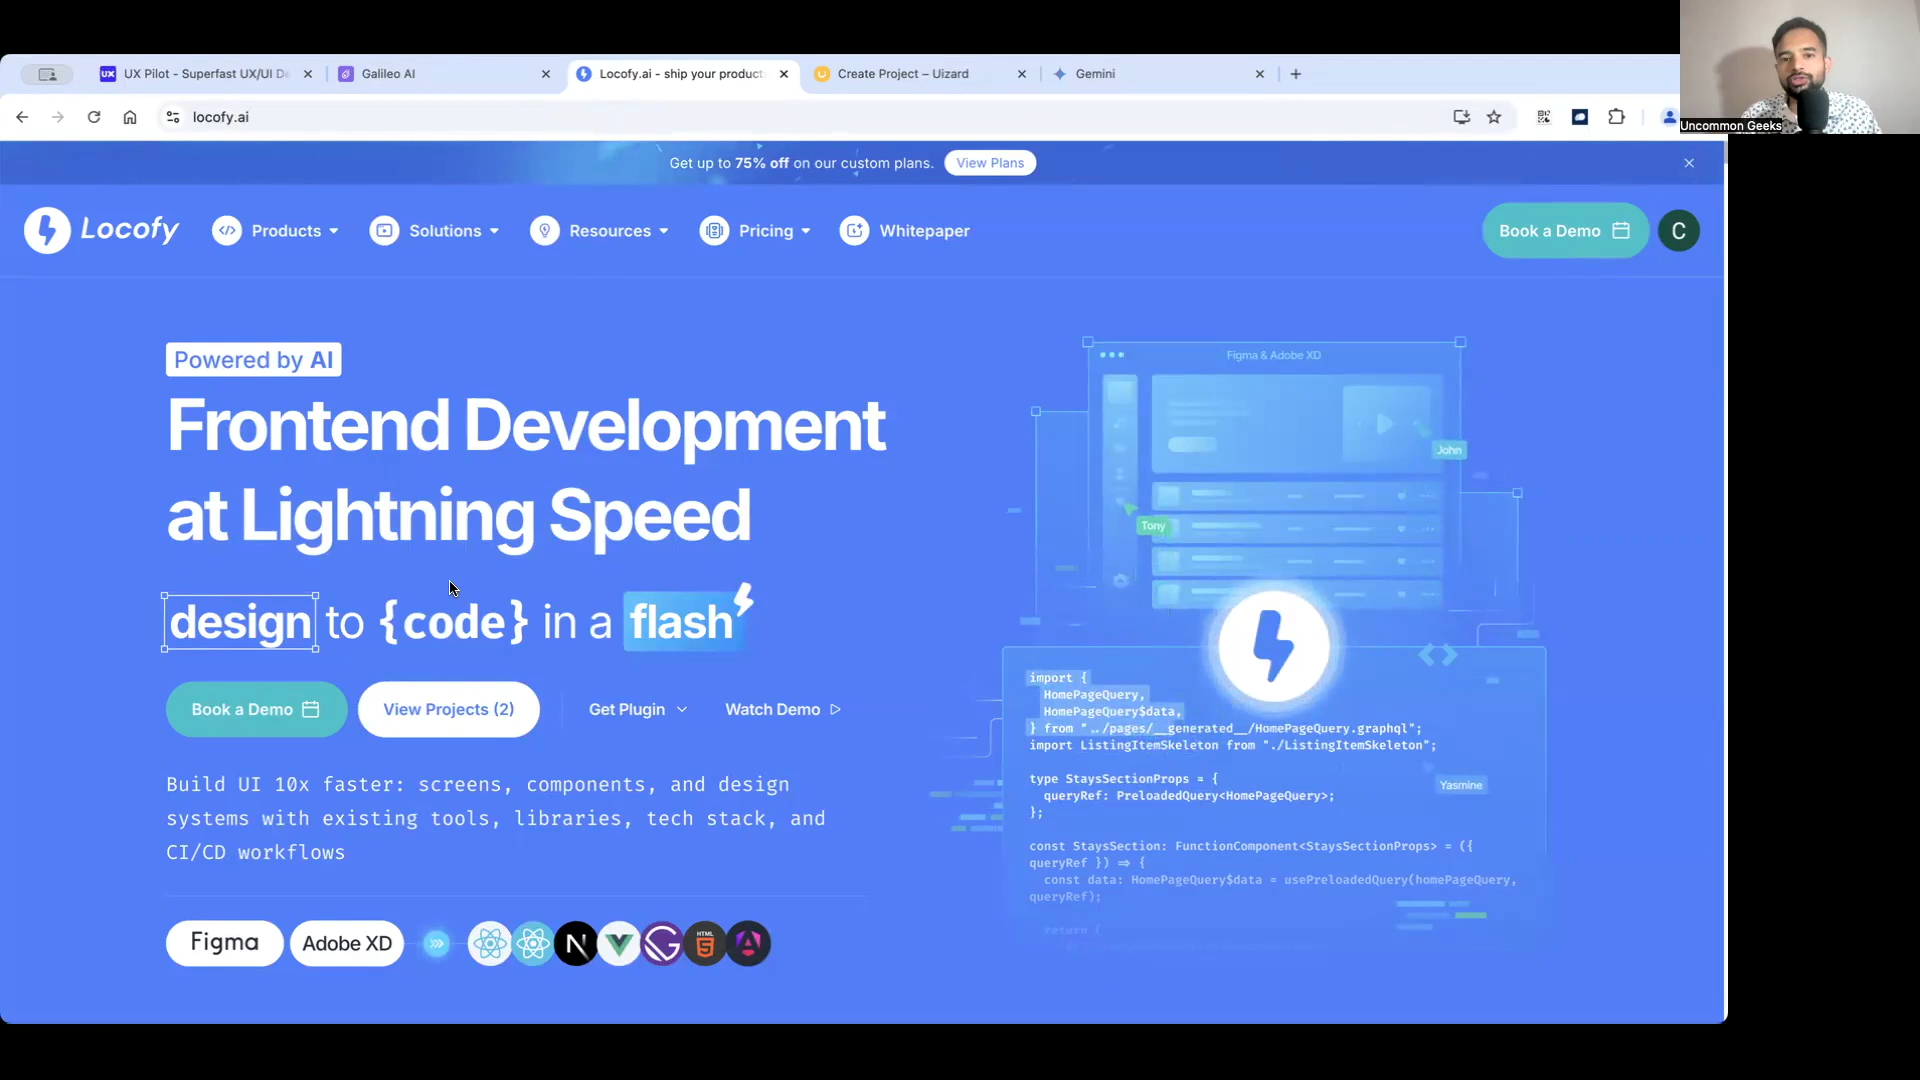 UX Pilot - Superfast UX/UI De
Galileo AI
Locofy.ai - ship your product
Create Project – Uizard
Gemini
locofy.ai
Uncommon Geeks
Get up to 75% off on our custom plans.
View Plans
Locofy
Products
Solutions
Resources
Pricing
Whitepaper
Book a Demo
C
Powered by AI
Frontend Development
at Lightning Speed
design to {code} in a flash
Book a Demo
View Projects (2)
Get Plugin
Watch Demo
Build UI 10x faster: screens, components, and design
systems with existing tools, libraries, tech stack, and
CI/CD workflows
Figma
Adobe XD
N
HTML
5
Figma & Adobe XD
John
Tony
import {
HomePageQuery,
HomePageQuery$data,
} from "../pages/__generated__/HomePageQuery.graphql";
import ListingItemSkeleton from "./ListingItemSkeleton";
type StaysSectionProps = {
queryRef: PreloadedQuery<HomePageQuery>;
};
Yasmine
const StaysSection: FunctionComponent<StaysSectionProps> = ({
queryRef }) => {
const data: HomePageQuery$data = usePreloadedQuery(homePageQuery,
queryRef);
return (